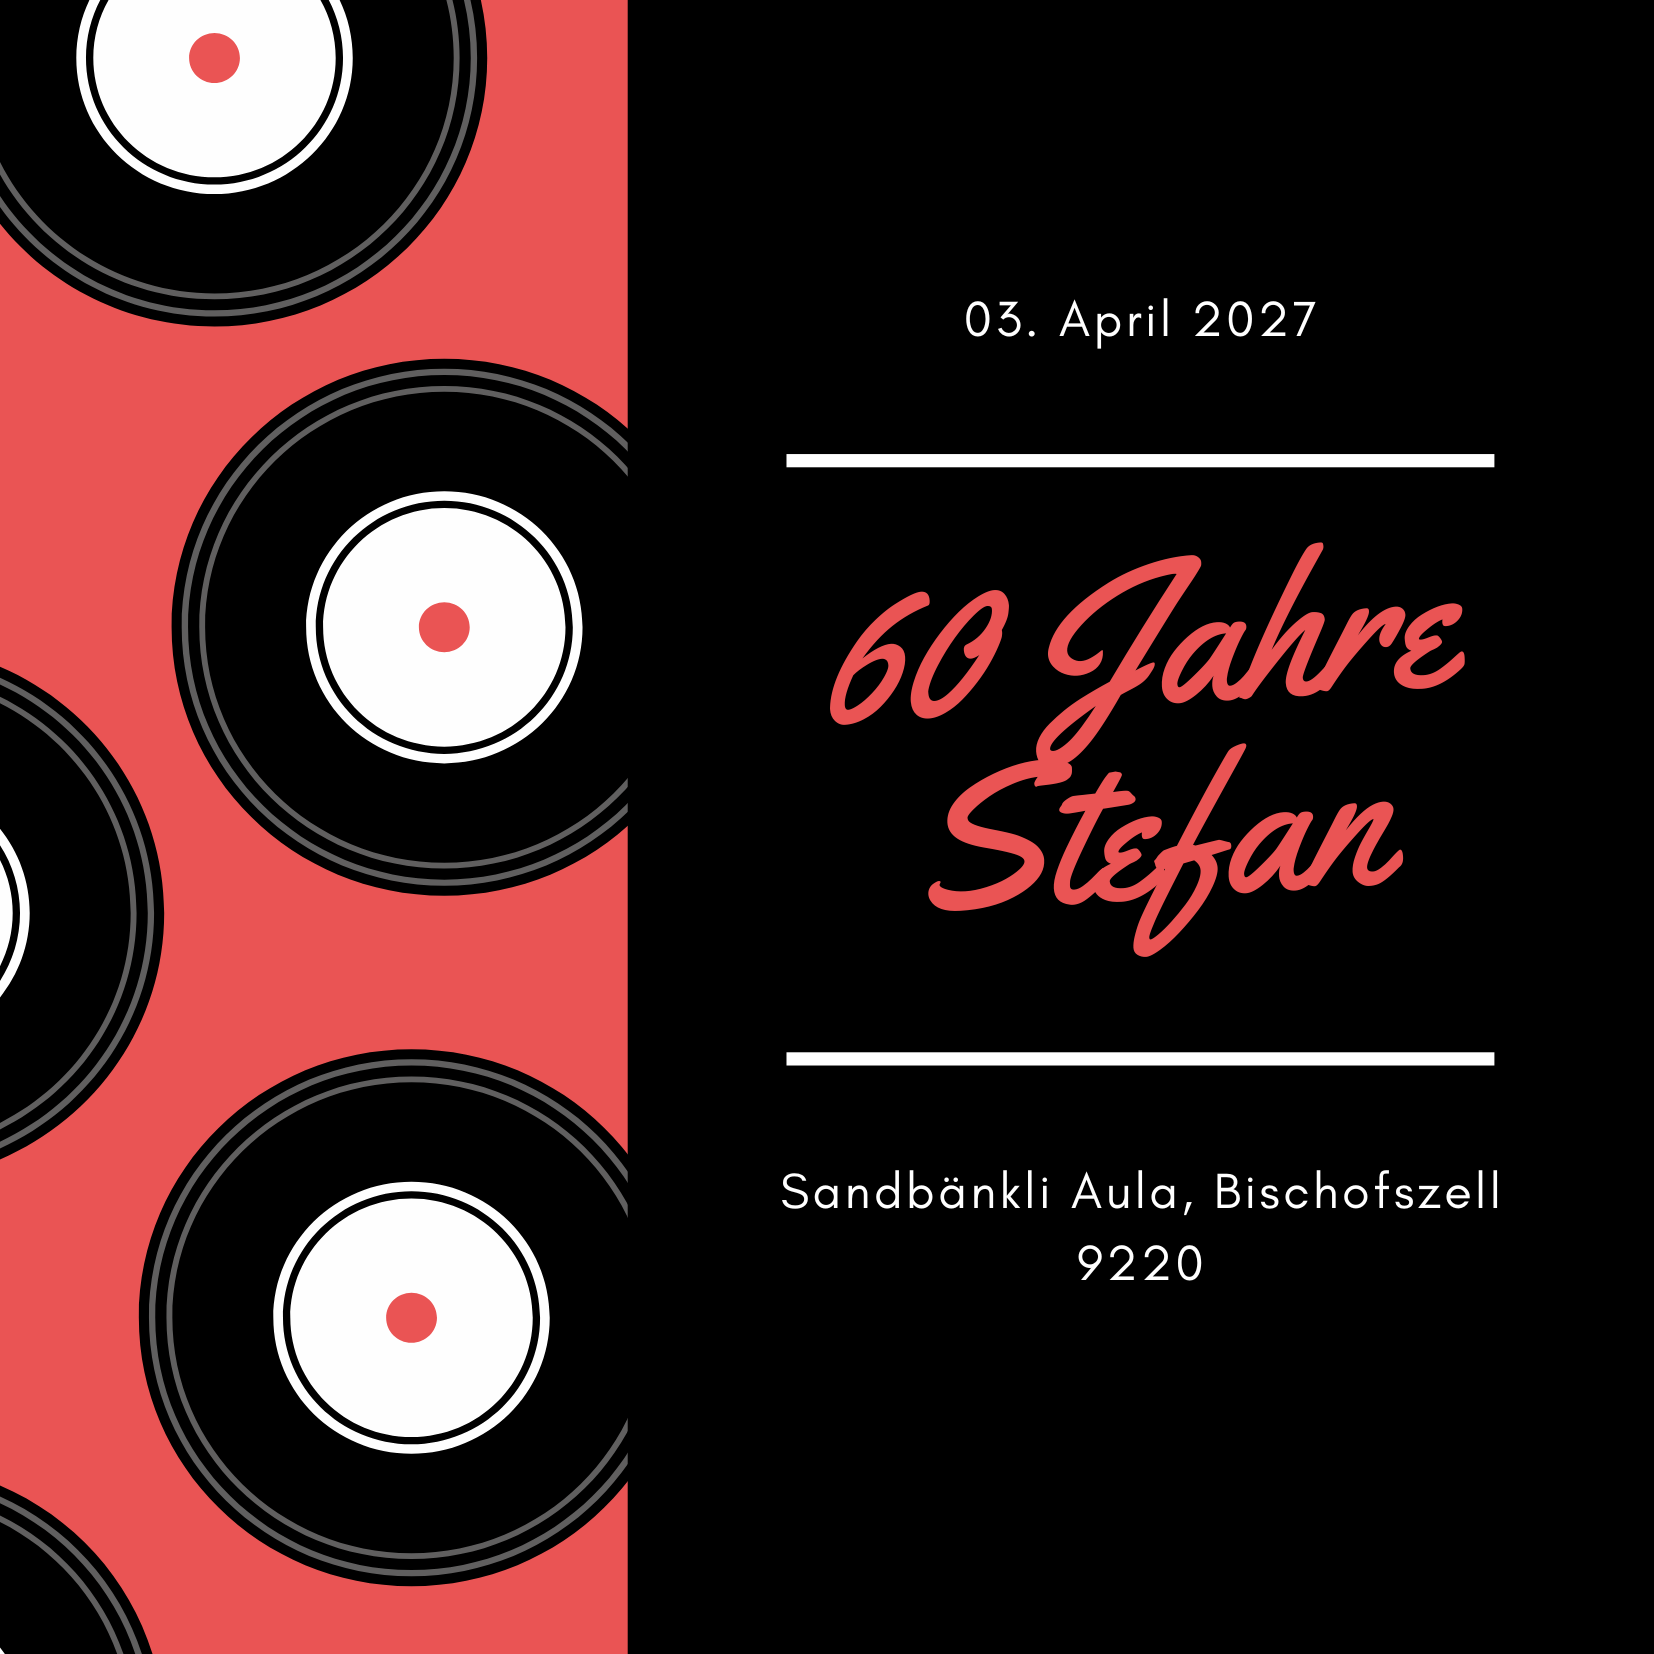 03. April 2027
60 Jahre
Stefan
Sandbänkli Aula, Bischofszell
9220